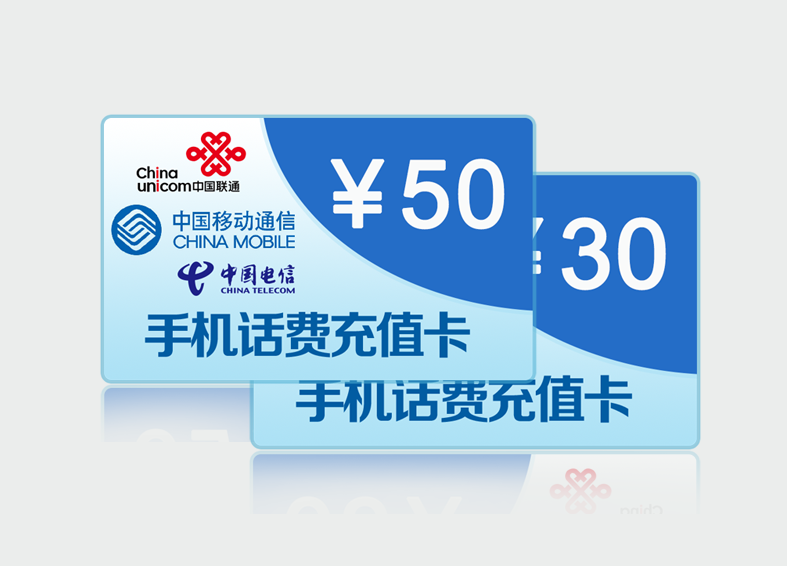 China
unicom中国联通
¥50
中国移动通信
CHINA MOBILE
中国电信
CHINA TELECOM
手机话费充值卡
¥30
手机话费充值卡